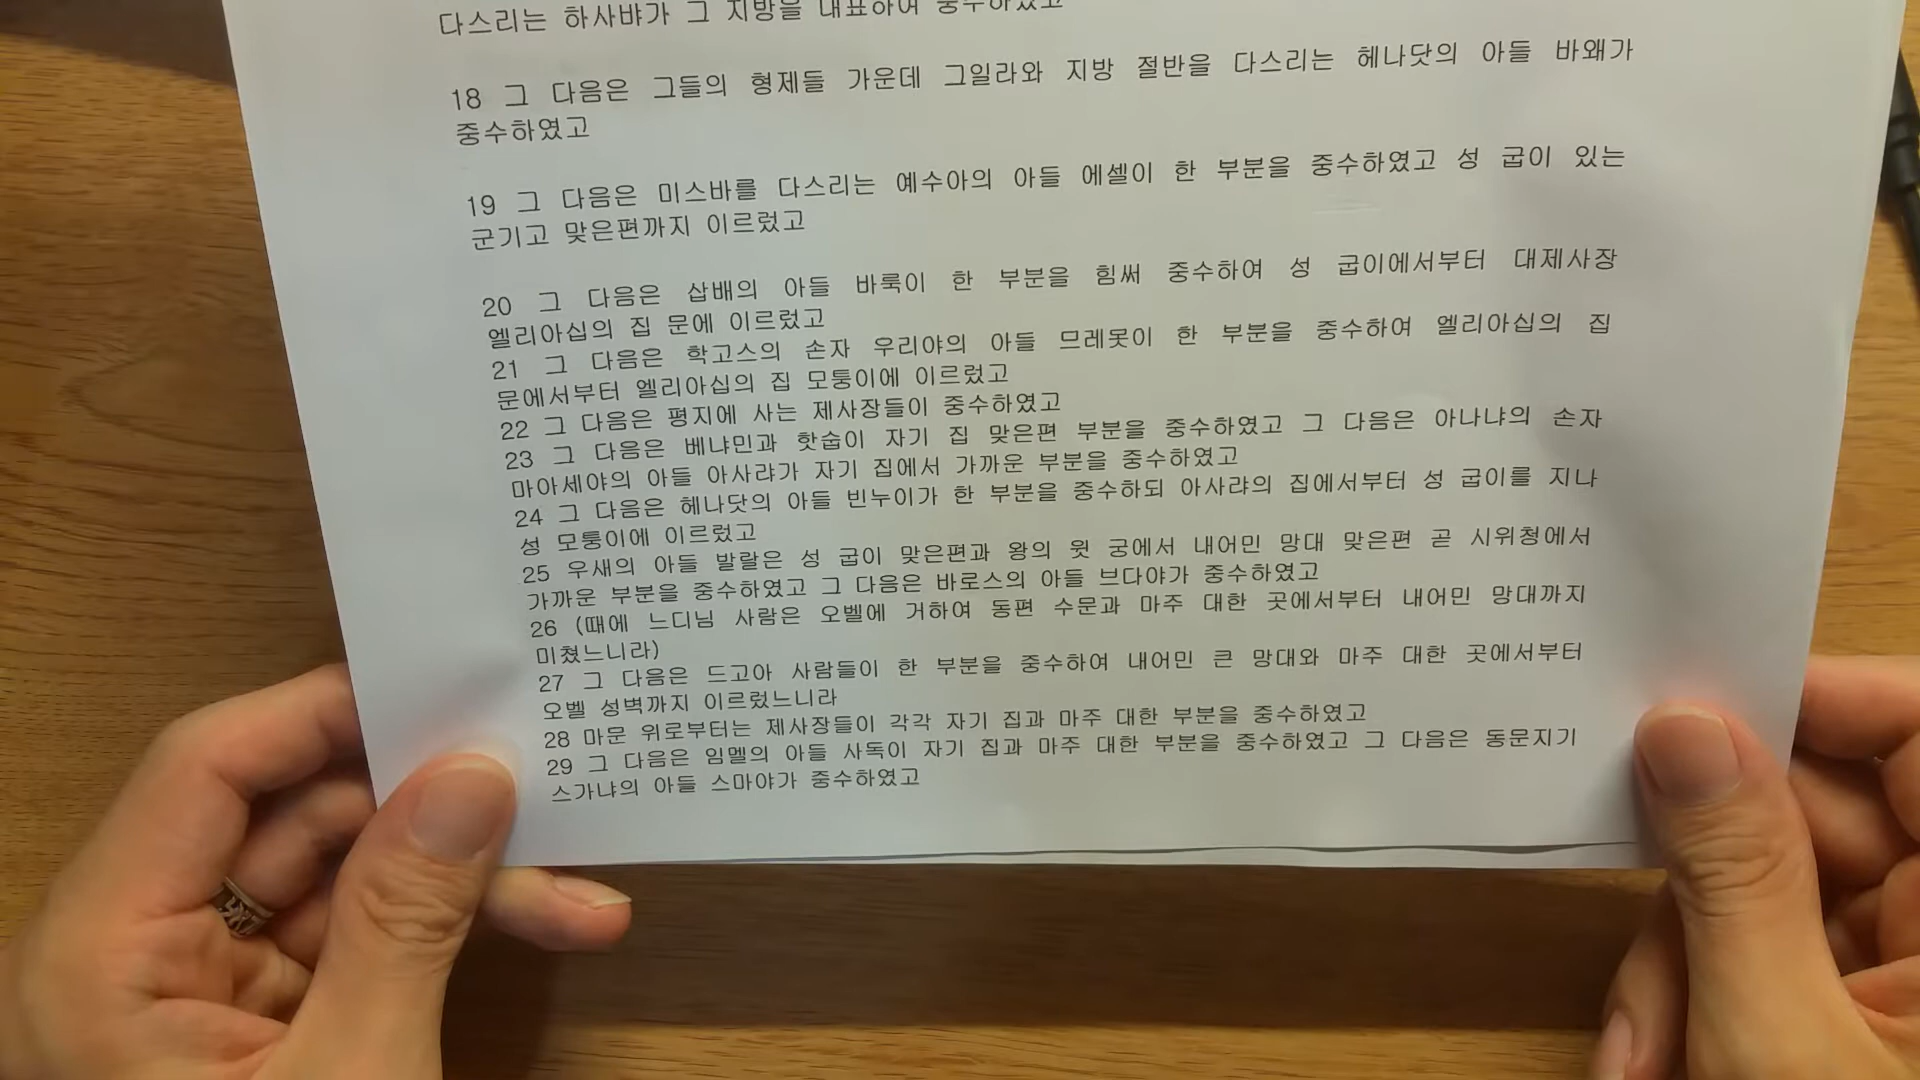 다스리는 하사뱌가 그 지방을 대표하여 중수하였고
18 그 다음은 그들의 형제들 가운데 그일라와 지방 절반을 다스리는 헤나닷의 아들 바왜가
중수하였고
19 그 다음은 미스바를 다스리는 예수아의 아들 에셀이 한 부분을 중수하였고 성 굽이 있는
군기고 맞은편까지 이르렀고
20 그 다음은 삽배의 아들 바룩이 한 부분을 힘써 중수하여 성 굽이에서부터 대제사장
엘리아십의 집 문에 이르렀고
21 그 다음은 학고스의 손자 우리야의 아들 므레못이 한 부분을 중수하여 엘리아십의 집
문에서부터 엘리아십의 집 모퉁이에 이르렀고
22 그 다음은 평지에 사는 제사장들이 중수하였고
23 그 다음은 베냐민과 핫숩이 자기 집 맞은편 부분을 중수하였고 그 다음은 아나냐의 손자
마아세야의 아들 아사랴가 자기 집에서 가까운 부분을 중수하였고
24 그 다음은 헤나닷의 아들 빈누이가 한 부분을 중수하되 아사랴의 집에서부터 성 굽이를 지나
성 모퉁이에 이르렀고
25 우새의 아들 발랄은 성 굽이 맞은편과 왕의 윗 궁에서 내어민 망대 맞은편 곧 시위청에서
가까운 부분을 중수하였고 그 다음은 바로스의 아들 브다야가 중수하였고
26 (때에 느디님 사람은 오벨에 거하여 동편 수문과 마주 대한 곳에서부터 내어민 망대까지
미쳤느니라)
27 그 다음은 드고아 사람들이 한 부분을 중수하여 내어민 큰 망대와 마주 대한 곳에서부터
오벨 성벽까지 이르렀느니라
28 마문 위로부터는 제사장들이 각각 자기 집과 마주 대한 부분을 중수하였고
29 그 다음은 임멜의 아들 사독이 자기 집과 마주 대한 부분을 중수하였고 그 다음은 동문지기
스가냐의 아들 스마야가 중수하였고